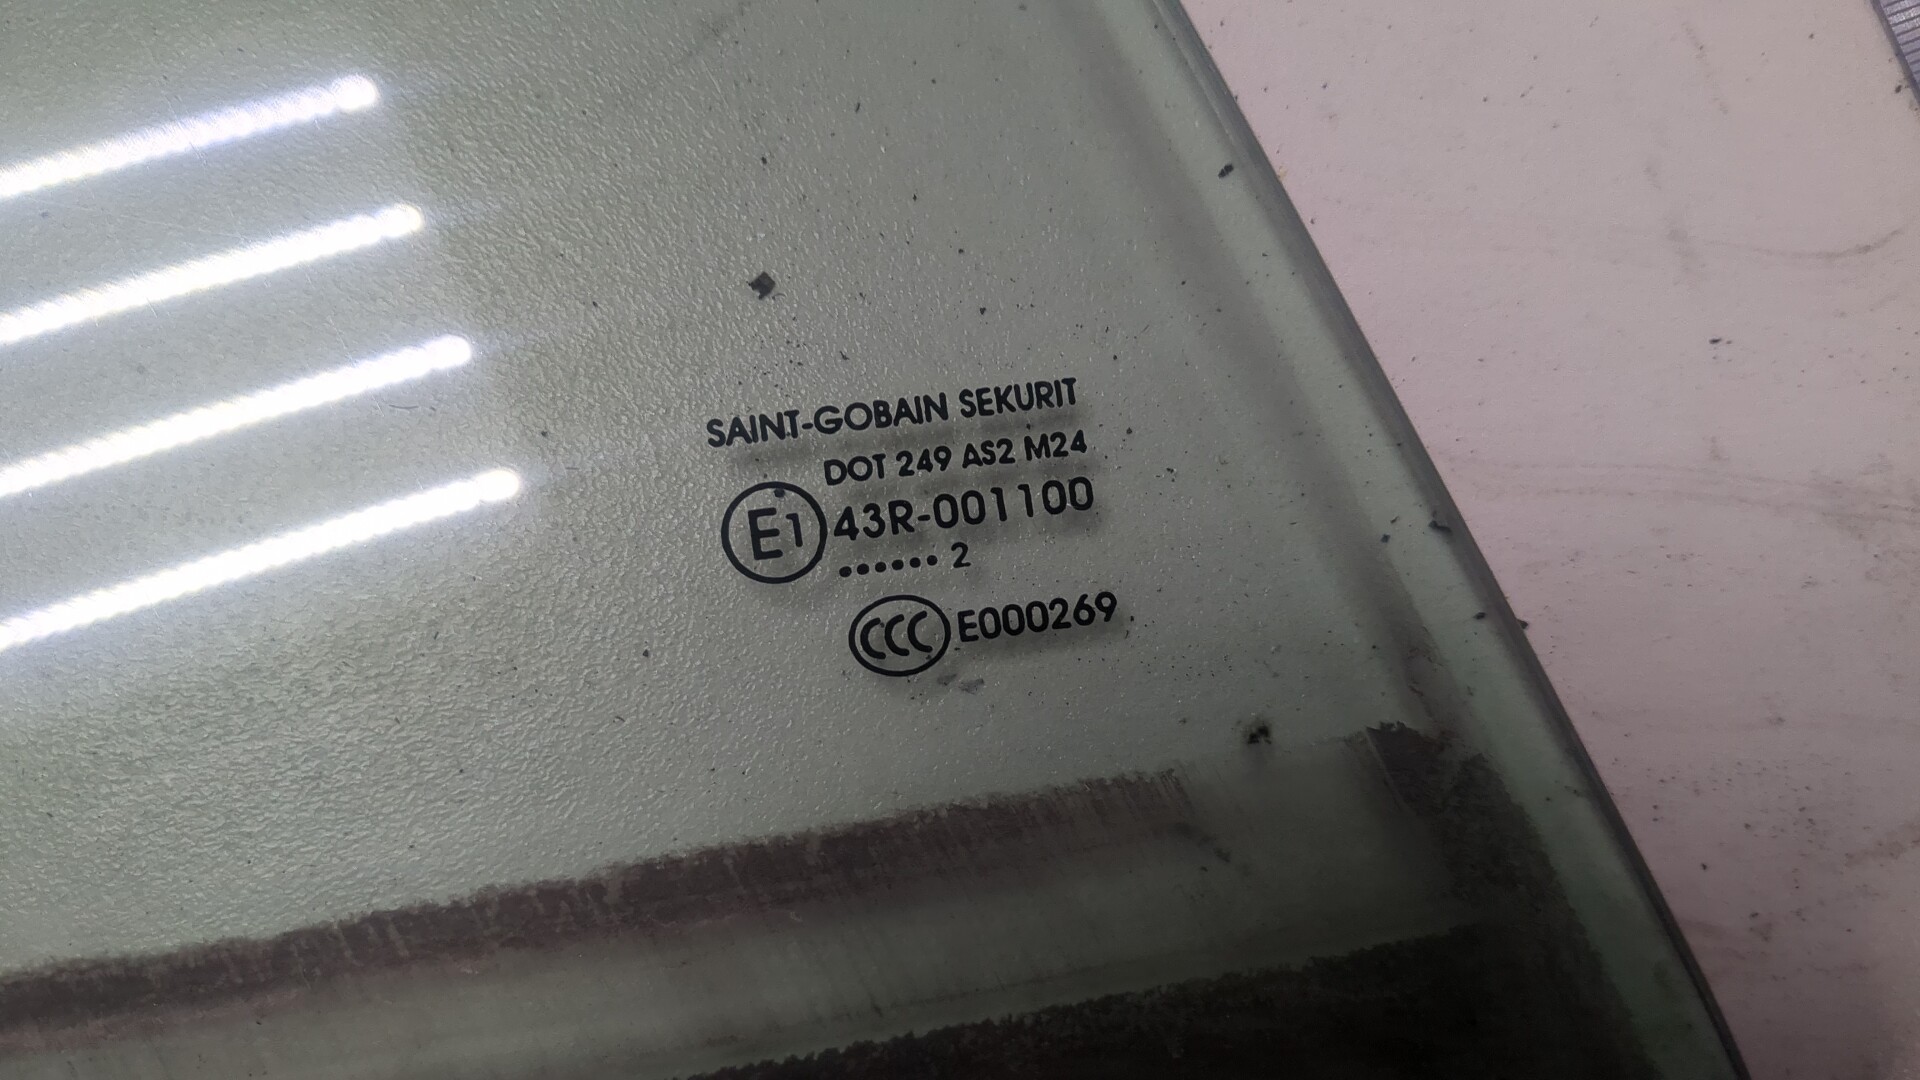 SAINT-GOBAIN SEKURIT
DOT 249 AS2 M24
E1 43R-001100
•••••• 2
CCC E000269